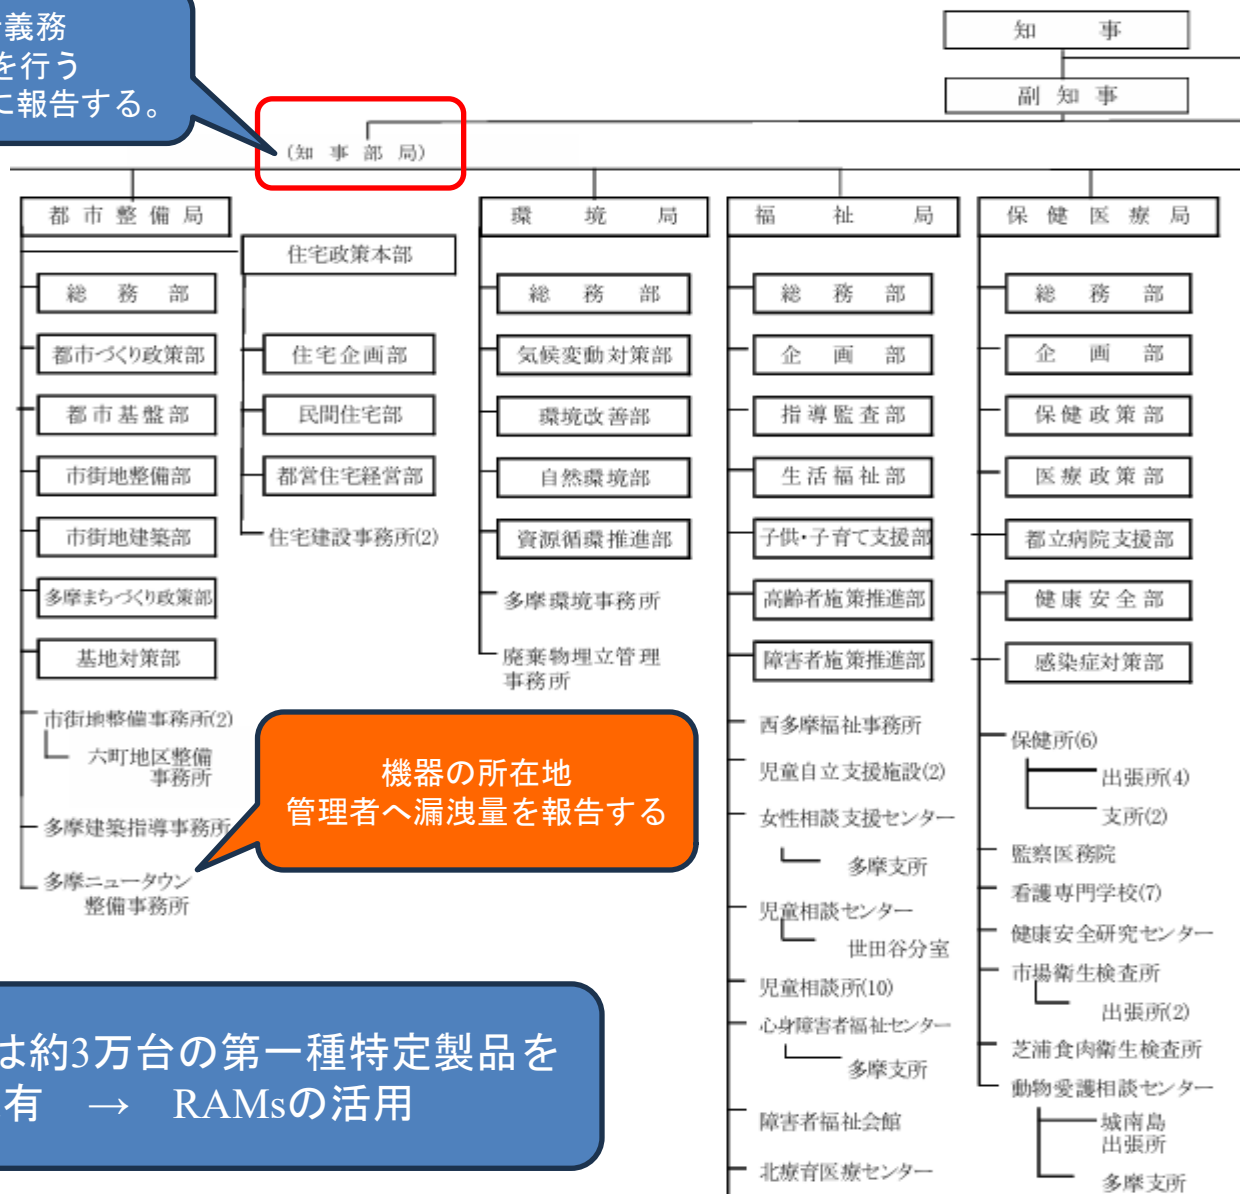 義務
を行う
に報告する。
知事
副知事
(知事部局)
都市整備局
住宅政策本部
総務部
都市づくり政策部
住宅企画部
都市基盤部
民間住宅部
市街地整備部
都営住宅経営部
市街地建築部
住宅建設事務所(2)
多摩まちづくり政策部
基地対策部
市街地整備事務所(2)
六町地区整備
事務所
多摩建築指導事務所
多摩ニュータウン
整備事務所
環境局
総務部
気候変動対策部
環境改善部
自然環境部
資源循環推進部
多摩環境事務所
廃棄物埋立管理
事務所
機器の所在地
管理者へ漏洩量を報告する
福祉局
総務部
企画部
指導監査部
生活福祉部
子供・子育て支援部
高齢者施策推進部
障害者施策推進部
西多摩福祉事務所
児童自立支援施設(2)
女性相談支援センター
多摩支所
児童相談センター
世田谷分室
児童相談所(10)
心身障害者福祉センター
多摩支所
障害者福祉会館
北療育医療センター
保健医療局
総務部
企画部
保健政策部
医療政策部
都立病院支援部
健康安全部
感染症対策部
保健所(6)
出張所(4)
支所(2)
監察医務院
看護専門学校(7)
健康安全研究センター
市場衛生検査所
出張所(2)
芝浦食肉衛生検査所
動物愛護相談センター
城南島
出張所
多摩支所
は約3万台の第一種特定製品を
有 → RAMsの活用